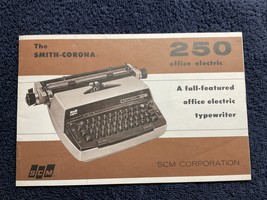 The
SMITH-CORONA
250
office electric
A full-featured
office electric
typewriter
SCM
SCM CORPORATION